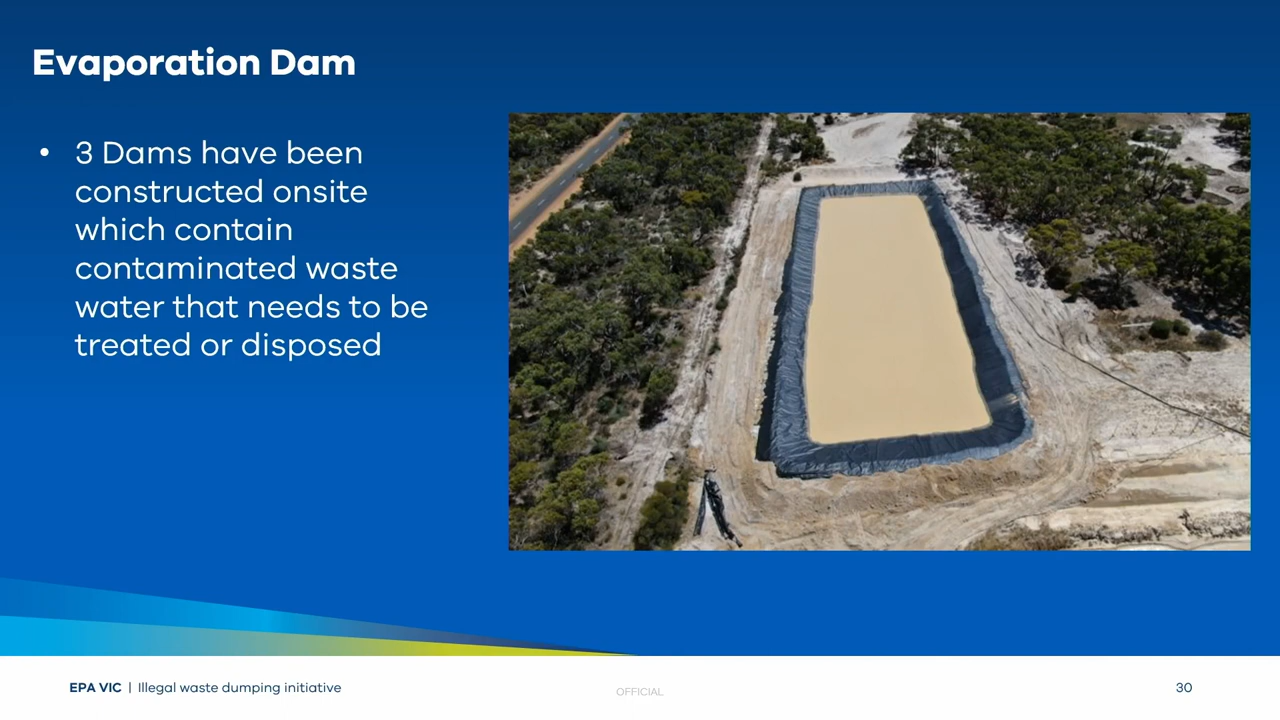 Evaporation Dam
• 3 Dams have been
constructed onsite
which contain
contaminated waste
water that needs to be
treated or disposed
EPA VIC | Illegal waste dumping initiative
OFFICIAL
30